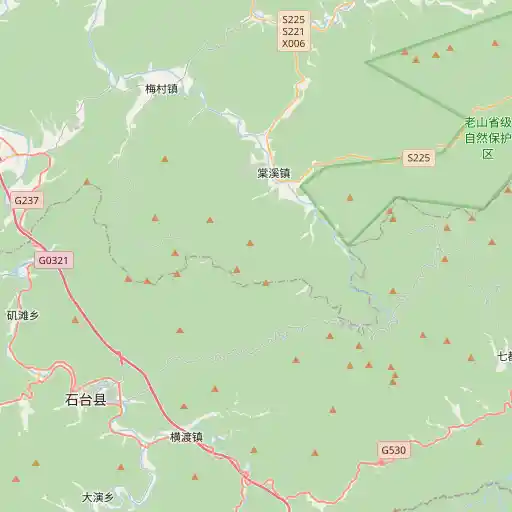 S225
S221
X006
梅村镇
老山省级
自然保护
区
S225
棠溪镇
G237
G0321
矶滩乡
七都
石台县
横渡镇
G530
大演乡